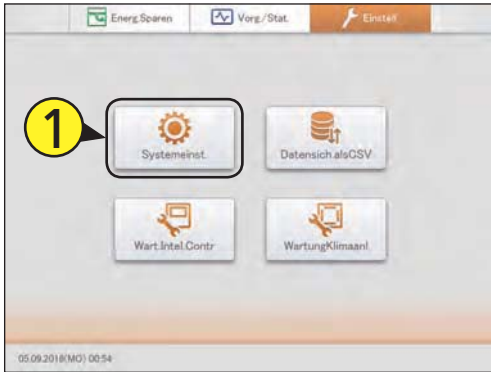 Energ.Sparen Vorg./Stat. Einstell
1
Systemeinst. Datensich.alsCSV
Wart.Intel.Contr WartungKlimaanl.
05.09.2018(MO) 00:54